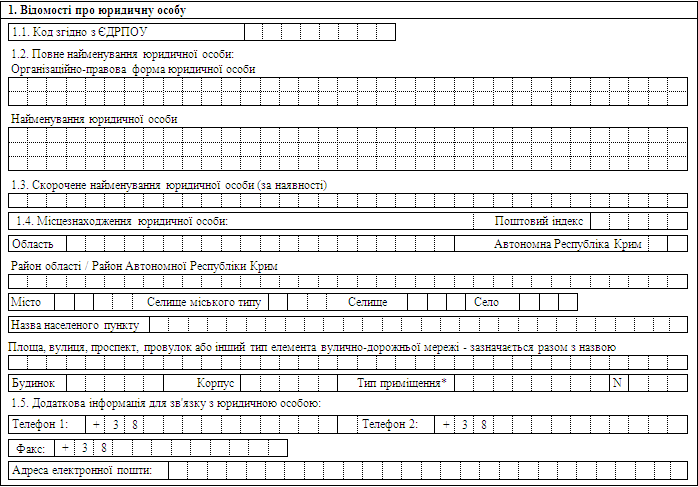 1. Відомості про юридичну особу
1.1. Код згідно з ЄДРПОУ
1.2. Повне найменування юридичної особи:
Організаційно-правова форма юридичної особи
Найменування юридичної особи
1.3. Скорочене найменування юридичної особи (за наявності)
1.4. Місцезнаходження юридичної особи: Поштовий індекс
Область Автономна Республіка Крим
Район області / Район Автономної Республіки Крим
Місто Селище міського типу Селище Село
Назва населеного пункту
Площа, вулиця, проспект, провулок або інший тип елемента вулично-дорожньої мережі - зазначається разом з назвою
Будинок Корпус Тип приміщення* N
1.5. Додаткова інформація для зв'язку з юридичною особою:
Телефон 1: + 3 8 Телефон 2: + 3 8
Факс: + 3 8
Адреса електронної пошти: